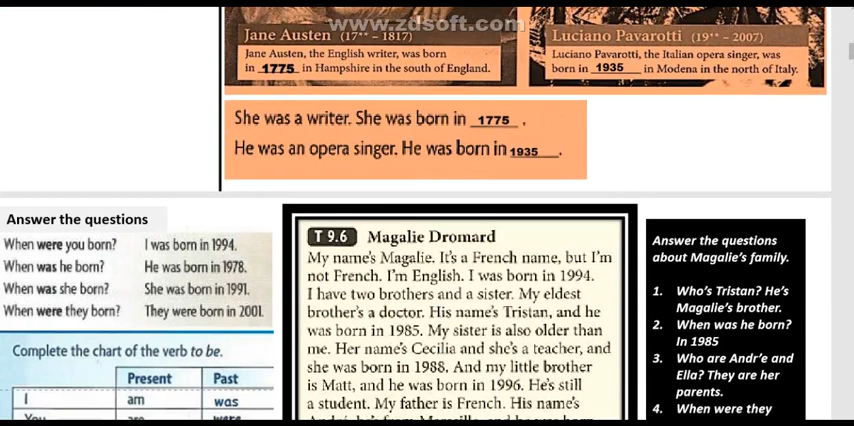 www.zdsoft.com
Jane Austen (17** – 1817)
Jane Austen, the English writer, was born
in 1775 in Hampshire in the south of England.
Luciano Pavarotti (19** – 2007)
Luciano Pavarotti, the Italian opera singer, was
born in 1935 in Modena in the north of Italy.
She was a writer. She was born in 1775 .
He was an opera singer. He was born in 1935 .
Answer the questions
When were you born? I was born in 1994.
When was he born? He was born in 1978.
When was she born? She was born in 1991.
When were they born? They were born in 2001.
Complete the chart of the verb to be.
Present Past
I am was
You are were
T 9.6 Magalie Dromard
My name's Magalie. It's a French name, but I'm
not French. I'm English. I was born in 1994.
I have two brothers and a sister. My eldest
brother's a doctor. His name's Tristan, and he
was born in 1985. My sister is also older than
me. Her name's Cecilia and she's a teacher, and
she was born in 1988. And my little brother
is Matt, and he was born in 1996. He's still
a student. My father is French. His name's
Answer the questions
about Magalie's family.
1. Who's Tristan? He's
Magalie's brother.
2. When was he born?
In 1985
3. Who are Andr'e and
Ella? They are her
parents.
4. When were they